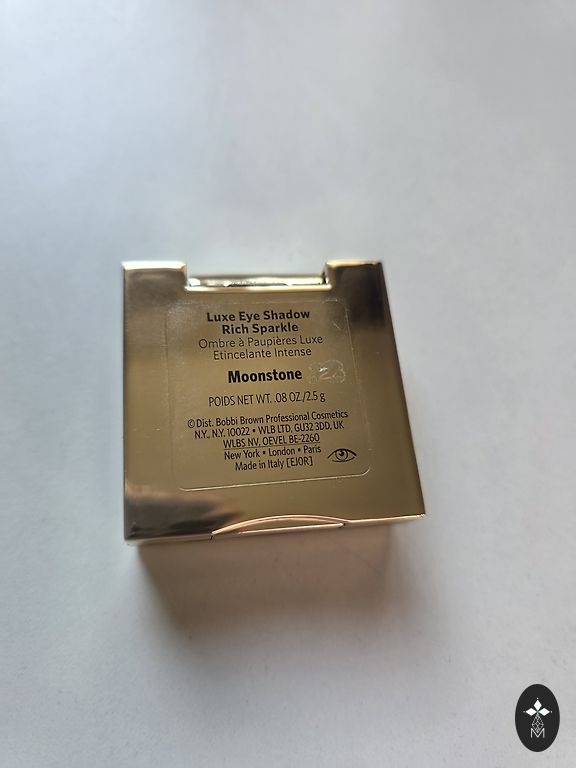 Luxe Eye Shadow
Rich Sparkle
Ombre à Paupières Luxe
Etincelante Intense
Moonstone
POIDS NET WT. .08 OZ./2.5 g
© Dist. Bobbi Brown Professional Cosmetics
N.Y., N.Y. 10022 • WLB LTD, GU32 3DD, UK
WLBS NV, OEVEL BE-2260
New York • London • Paris
Made in Italy [EJ0R]
M